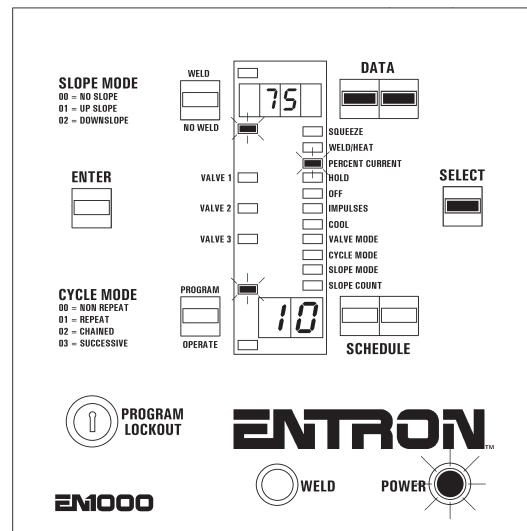 SLOPE MODE
00 = NO SLOPE
01 = UP SLOPE
02 = DOWNSLOPE
WELD
NO WELD
75
DATA
SQUEEZE
WELD/HEAT
PERCENT CURRENT
HOLD
OFF
IMPULSES
COOL
VALVE MODE
CYCLE MODE
SLOPE MODE
SLOPE COUNT
ENTER
VALVE 1
VALVE 2
VALVE 3
SELECT
CYCLE MODE
00 = NON REPEAT
01 = REPEAT
02 = CHAINED
03 = SUCCESSIVE
PROGRAM
OPERATE
10
SCHEDULE
PROGRAM
LOCKOUT
ENTRON™
EN1000
WELD
POWER